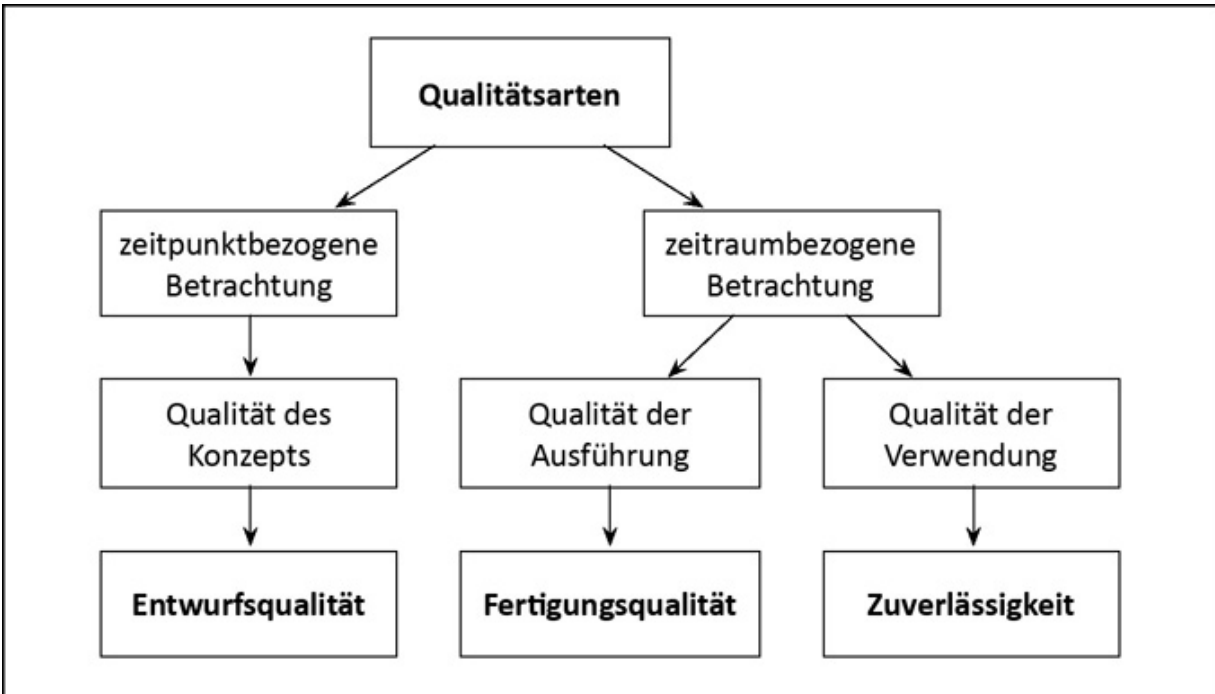 Qualitätsarten
zeitpunktbezogene
Betrachtung
zeitraumbezogene
Betrachtung
Qualität des
Konzepts
Qualität der
Ausführung
Qualität der
Verwendung
Entwurfsqualität
Fertigungsqualität
Zuverlässigkeit